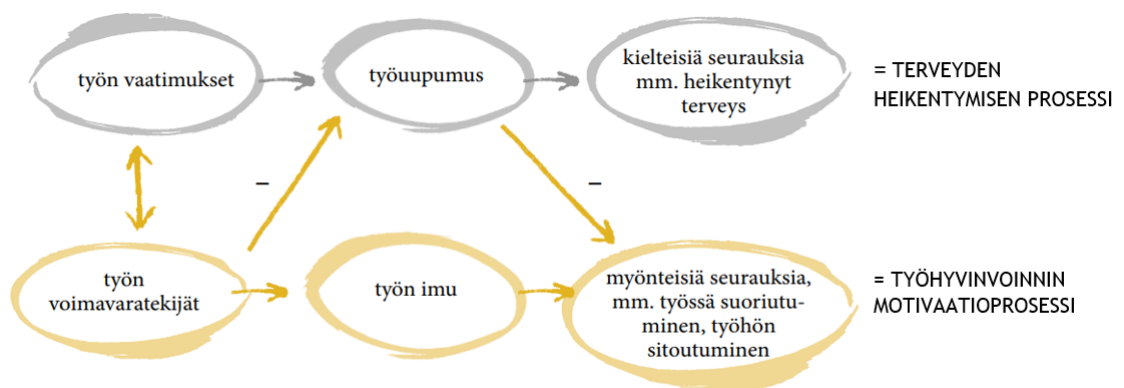 työn vaatimukset
työuupumus
kielteisiä seurauksia
mm. heikentynyt
terveys
= TERVEYDEN
HEIKENTYMISEN PROSESSI
–
–
työn
voimavaratekijät
työn imu
myönteisiä seurauksia,
mm. työssä suoriutu-
minen, työhön
sitoutuminen
= TYÖHYVINVOINNIN
MOTIVAATIOPROSESSI